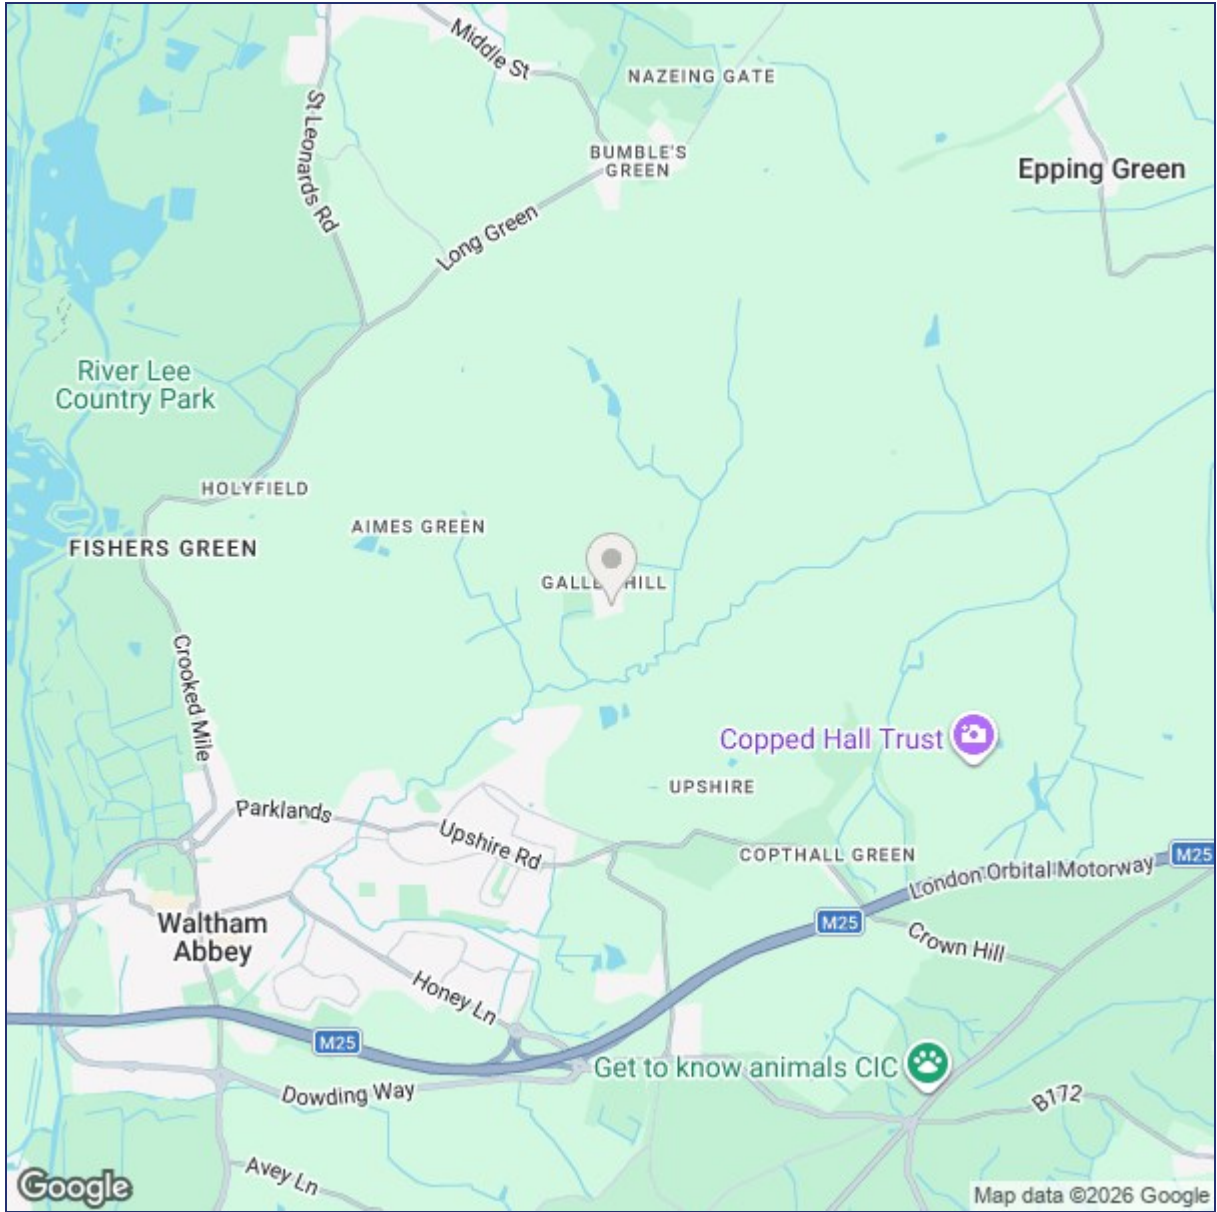 Middle St
NAZEING GATE
St Leonards Rd
BUMBLE'S
GREEN
Epping Green
Long Green
River Lee
Country Park
HOLYFIELD
AIMES GREEN
FISHERS GREEN
HILL
Crooked Mile
Copped Hall Trust
UPSHIRE
Parklands
Upshire Rd
COPTHALL GREEN
M25
London Orbital Motorway
Waltham
Abbey
M25
Crown Hill
Honey Ln
M25
Get to know animals CIC
Dowding Way
B172
Avey Ln
Google
Map data ©2026 Google